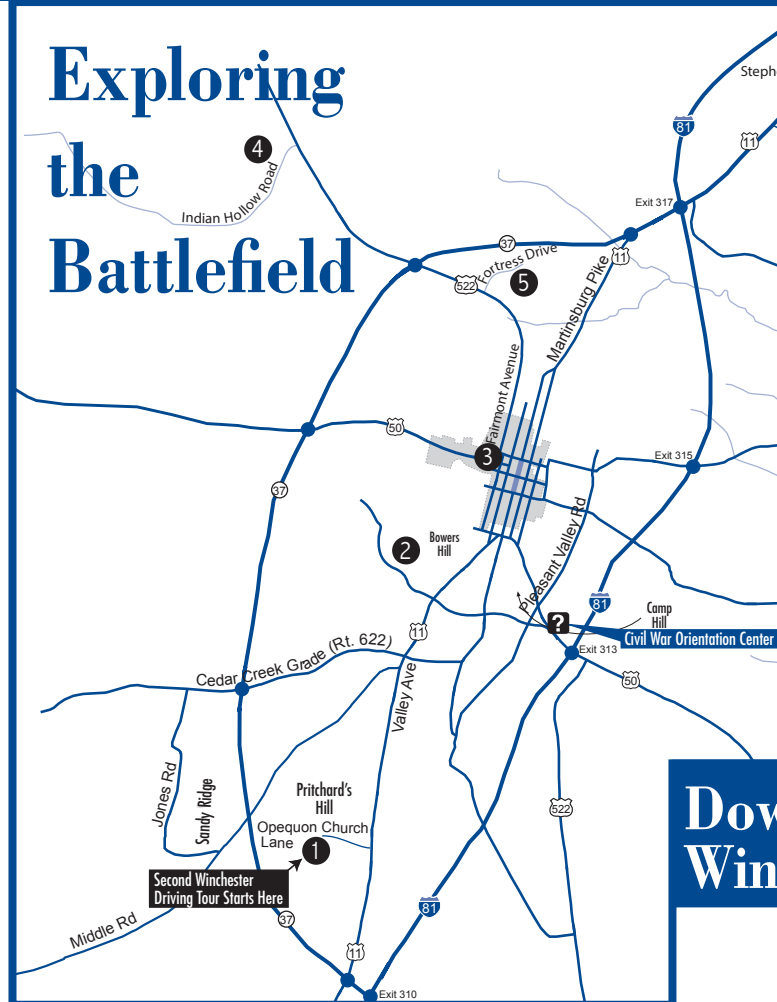 Exploring
the
Battlefield
Steph
81
11
4
Indian Hollow Road
Exit 317
37
11
Fortress Drive
522
5
Martinsburg Pike
Fairmont Avenue
50
3
Exit 315
37
2
Bowers
Hill
Pleasant Valley Rd
81
Camp
Hill
?
Civil War Orientation Center
11
Exit 313
Cedar Creek Grade (Rt. 622)
50
Valley Ave
Jones Rd
Sandy Ridge
Pritchard's
Hill
522
Opequon Church
Lane
1
Dow
Win
Second Winchester
Driving Tour Starts Here
81
37
Middle Rd
11
Exit 310